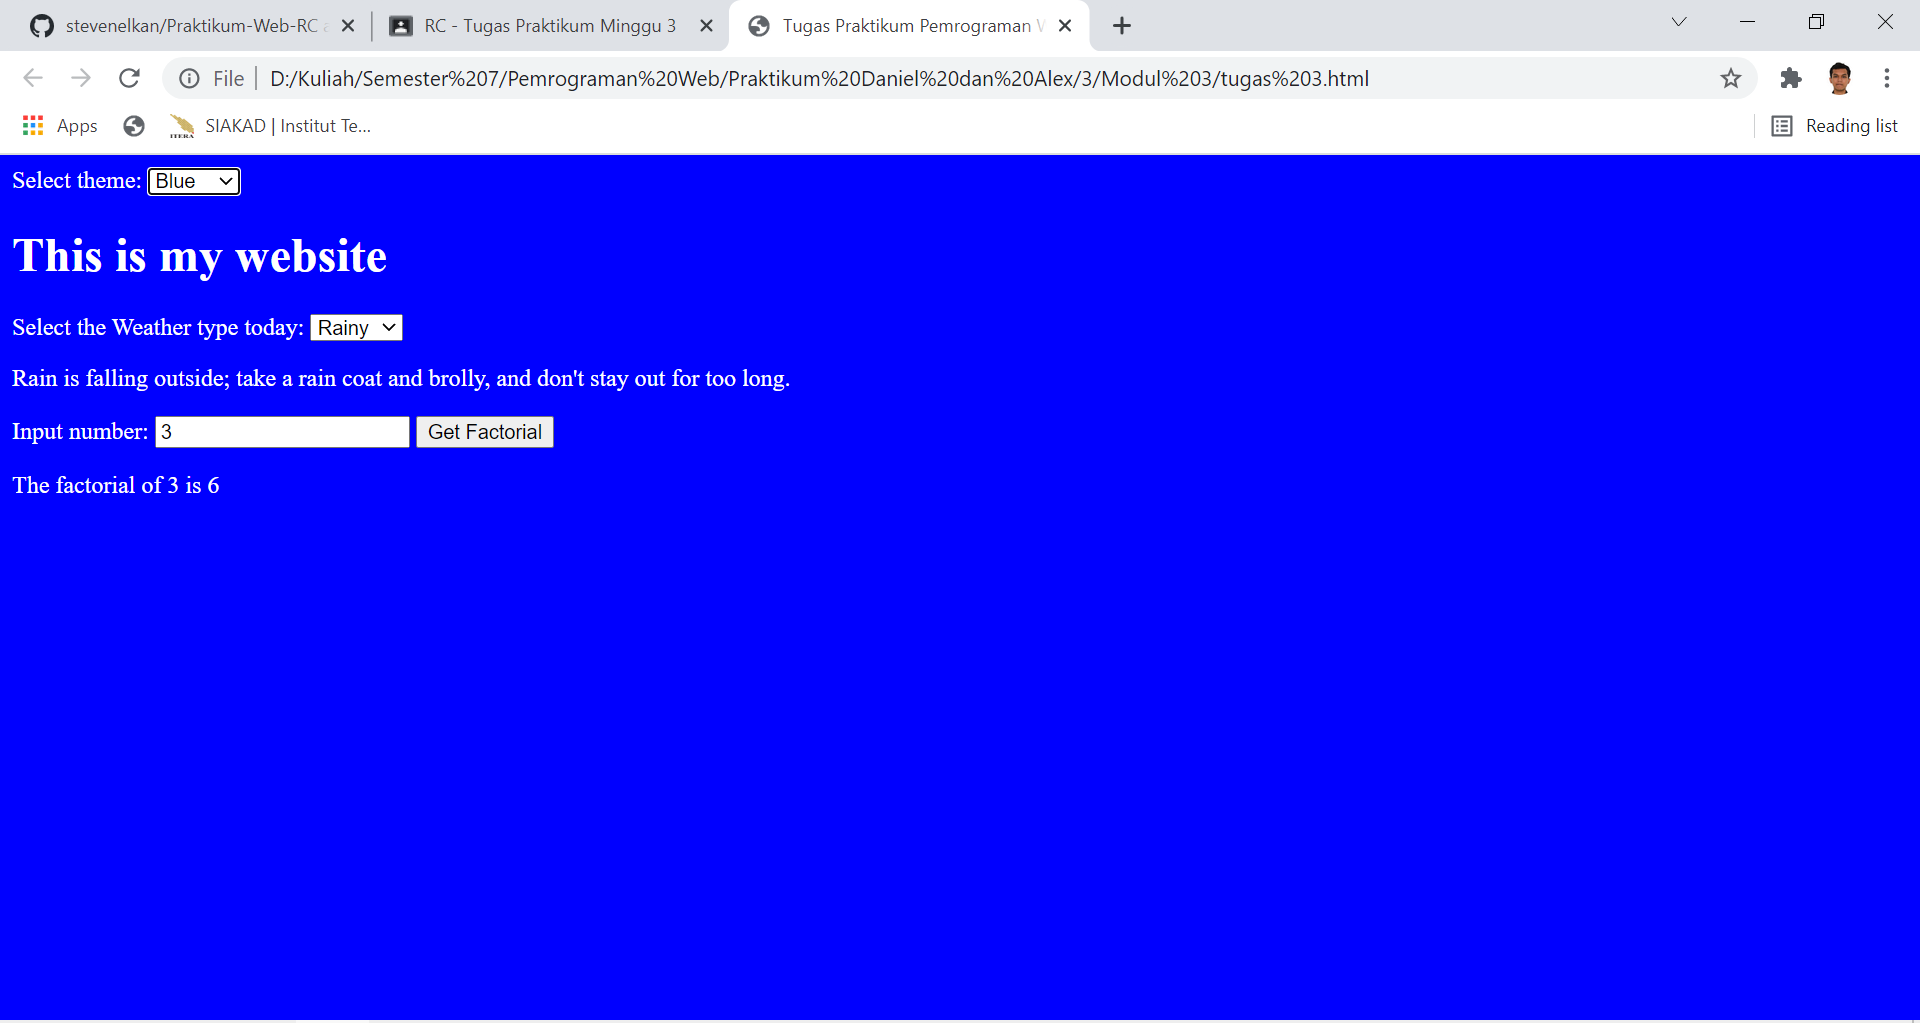 stevenelkan/Praktikum-Web-RC
RC - Tugas Praktikum Minggu 3
Tugas Praktikum Pemrograman
File
D:/Kuliah/Semester%207/Pemrograman%20Web/Praktikum%20Daniel%20dan%20Alex/3/Modul%203/tugas%203.html
Apps
ITERA
SIAKAD | Institut Te...
Reading list
Select theme: Blue
This is my website
Select the Weather type today: Rainy
Rain is falling outside; take a rain coat and brolly, and don't stay out for too long.
Input number: 3 Get Factorial
The factorial of 3 is 6